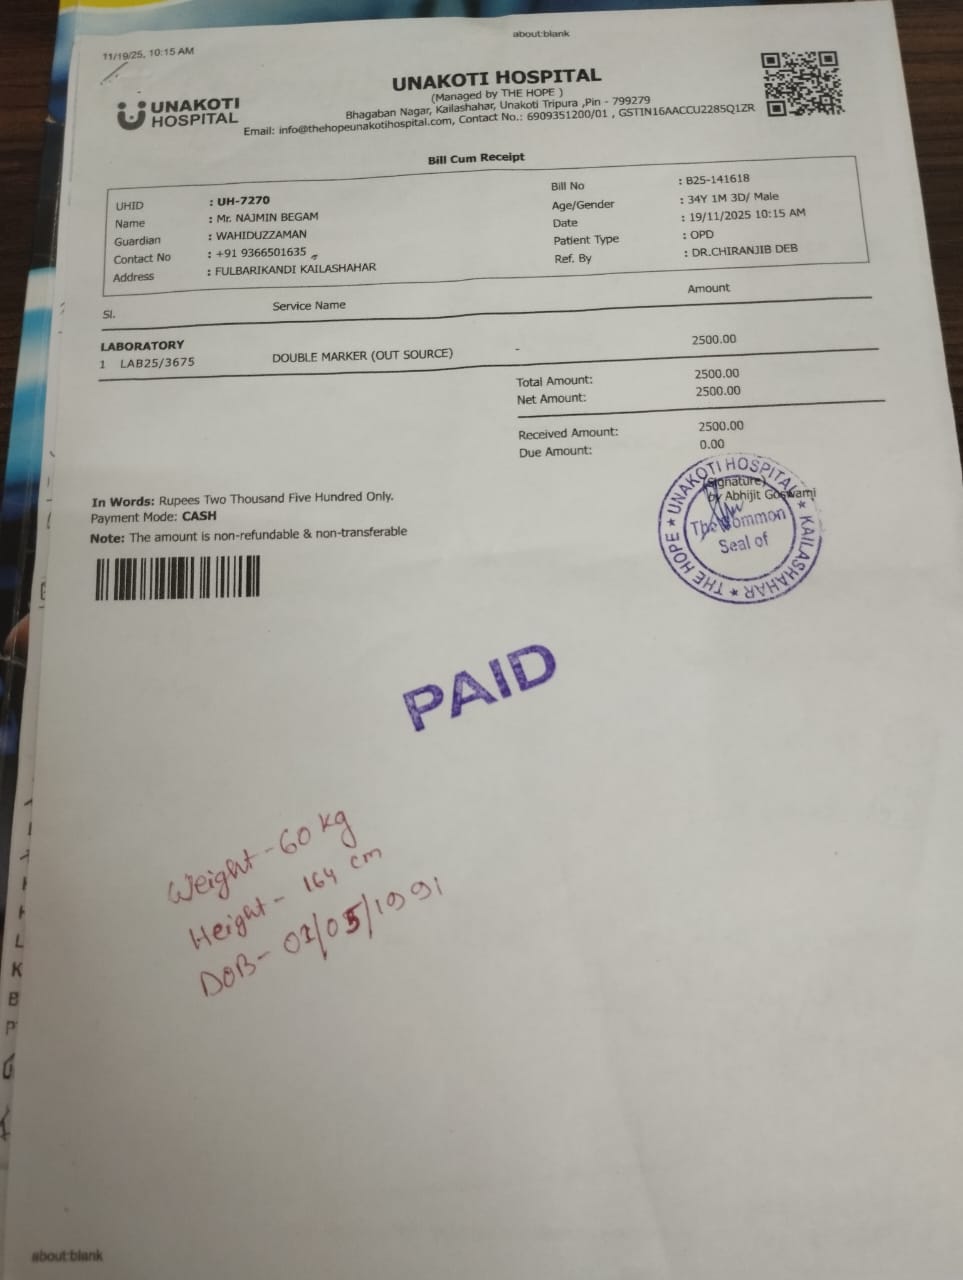 about:blank
11/19/25, 10:15 AM
UNAKOTI HOSPITAL
UNAKOTI HOSPITAL
(Managed by THE HOPE )
Bhagaban Nagar, Kailashahar, Unakoti Tripura ,Pin - 799279
Email: info@thehopeunakotihospital.com, Contact No.: 6909351200/01 , GSTIN16AACCU2285Q1ZR
Bill Cum Receipt
UHID : UH-7270 Bill No : B25-141618
Name : Mr. NAJMIN BEGAM Age/Gender : 34Y 1M 3D/ Male
Guardian : WAHIDUZZAMAN Date : 19/11/2025 10:15 AM
Contact No : +91 9366501635 Patient Type : OPD
Address : FULBARIKANDI KAILASHAHAR Ref. By : DR.CHIRANJIB DEB
Sl. Service Name Amount
LABORATORY
1 LAB25/3675 DOUBLE MARKER (OUT SOURCE) - 2500.00
Total Amount: 2500.00
Net Amount: 2500.00
Received Amount: 2500.00
Due Amount: 0.00
In Words: Rupees Two Thousand Five Hundred Only.
Payment Mode: CASH
Note: The amount is non-refundable & non-transferable
(Signature)
by Abhijit Goswami
THE HOPE ★ UNAKOTI HOSPITAL ★ KAILASHAHAR ★
The Common
Seal of
PAID
Weight - 60 kg
Height - 164 cm
DOB - /05/1991
about:blank